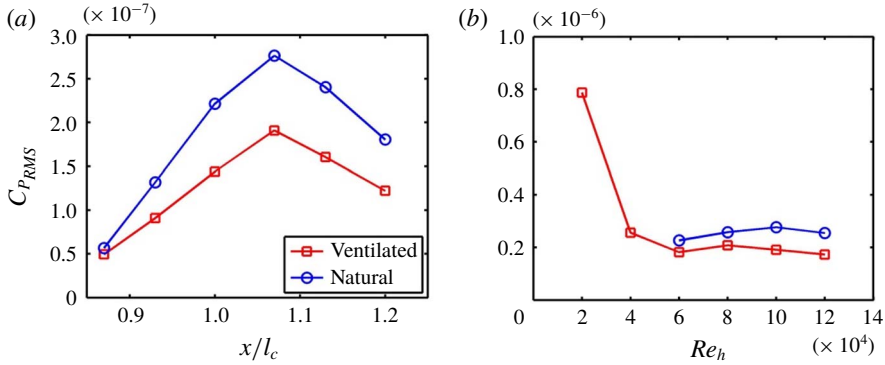 (a)
(× 10⁻⁷)
3.0
2.5
2.0
1.5
1.0
0.5
0
C_{P_{RMS}}
Ventilated
Natural
0.9 1.0 1.1 1.2
x/l_c
(b)
(× 10⁻⁶)
1.0
0.8
0.6
0.4
0.2
0 2 4 6 8 10 12 14
Re_h (× 10⁴)